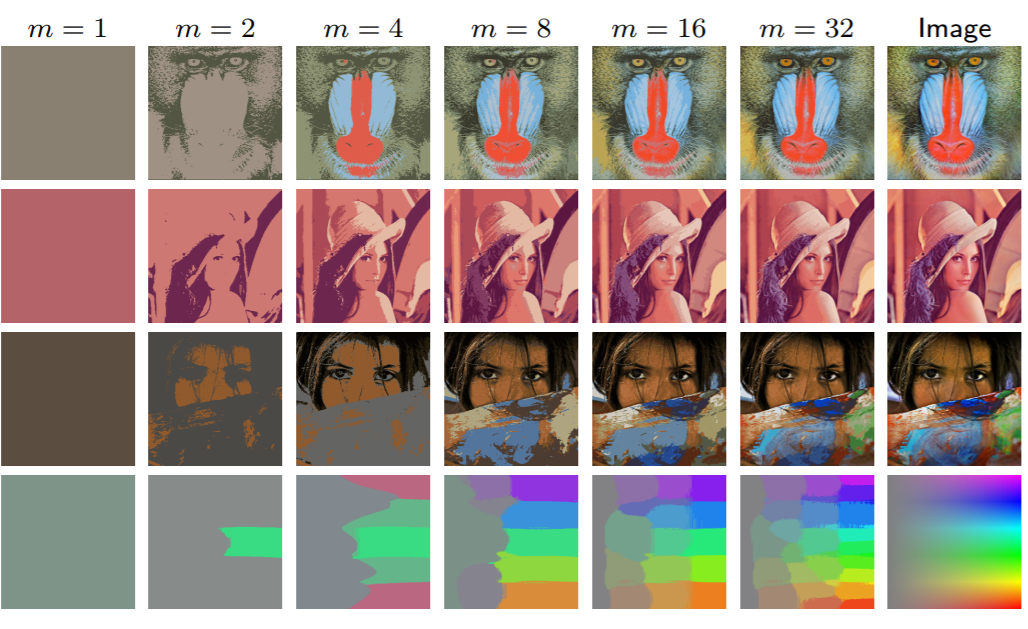 m = 1 m = 2 m = 4 m = 8 m = 16 m = 32 Image